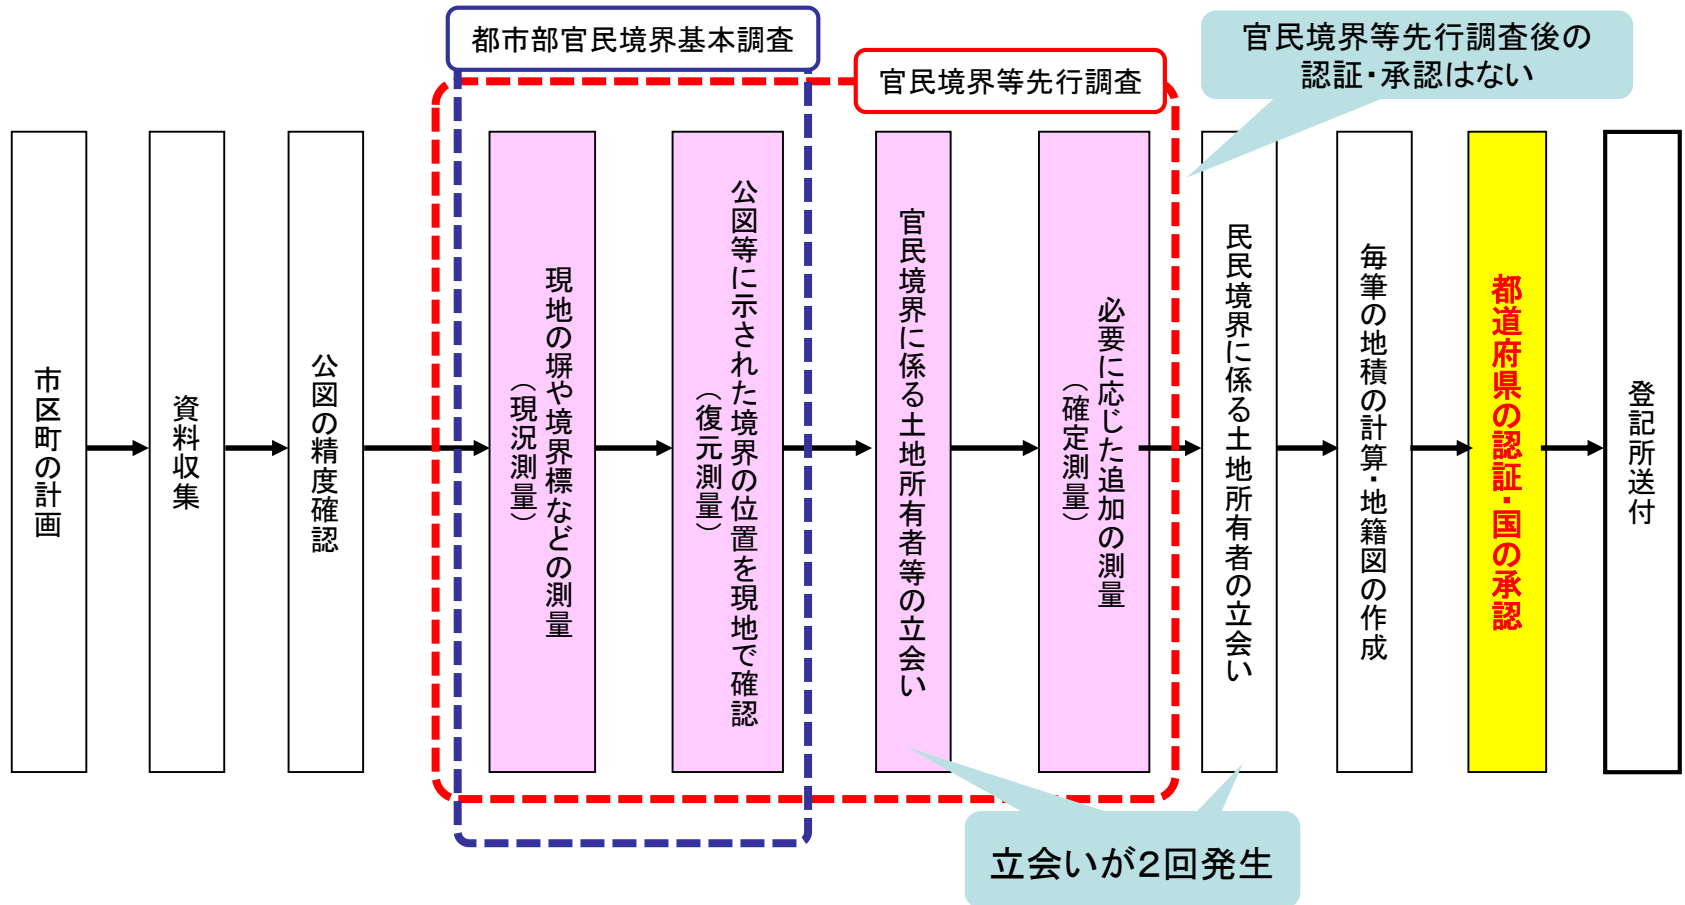 都市部官民境界基本調査
官民境界等先行調査
官民境界等先行調査後の
認証・承認はない
市区町の計画
資料収集
公図の精度確認
現地の塀や境界標などの測量
（現況測量）
公図等に示された境界の位置を現地で確認
（復元測量）
官民境界に係る土地所有者等の立会い
必要に応じた追加の測量
（確定測量）
民民境界に係る土地所有者の立会い
毎筆の地積の計算・地籍図の作成
都道府県の認証・国の承認
登記所送付
立会いが2回発生